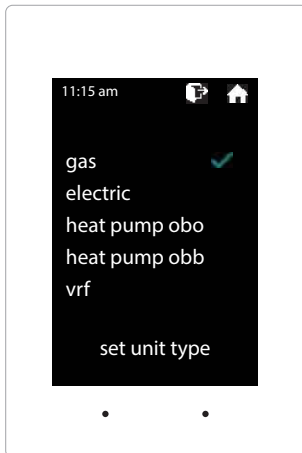 11:15 am
gas
electric
heat pump obo
heat pump obb
vrf
set unit type